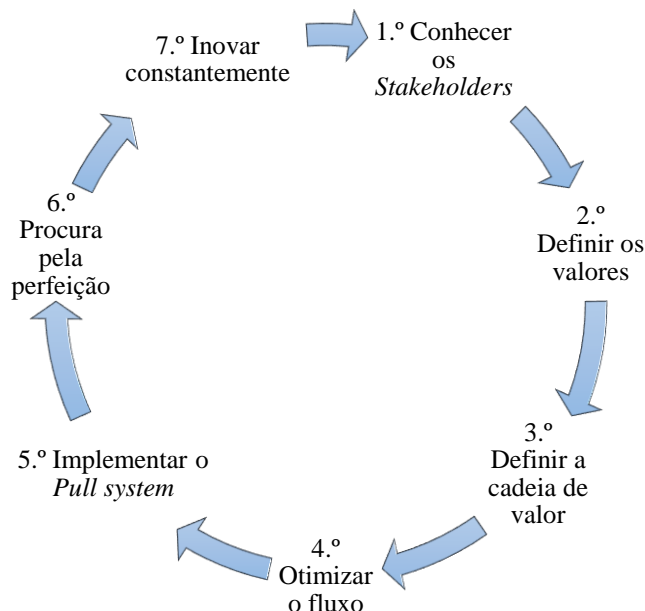 1.º Conhecer
os
Stakeholders
2.º
Definir os
valores
3.º
Definir a
cadeia de
valor
4.º
Otimizar
o fluxo
5.º Implementar o
Pull system
6.º
Procura
pela
perfeição
7.º Inovar
constantemente